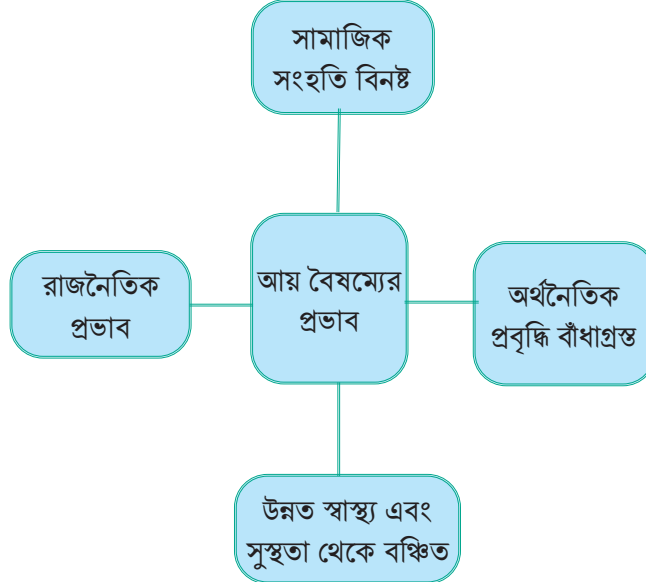 সামাজিক
সংহতি বিনষ্ট
রাজনৈতিক
প্রভাব
আয় বৈষম্যের
প্রভাব
অর্থনৈতিক
প্রবৃদ্ধি বাঁধাগ্রস্ত
উন্নত স্বাস্থ্য এবং
সুস্থতা থেকে বঞ্চিত